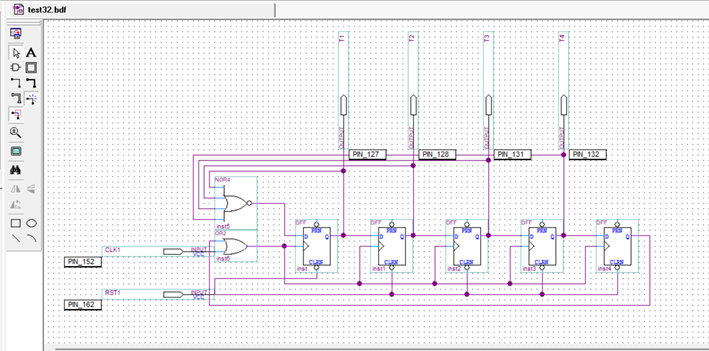 test32.bdf
A
T1
T2
T3
T4
OUTPUT
OUTPUT
OUTPUT
OUTPUT
PIN_127
PIN_128
PIN_131
PIN_132
NOR4
inst5
OR2
inst6
DFF
PRN
D
Q
CLRN
inst
DFF
PRN
D
Q
CLRN
inst1
DFF
PRN
D
Q
CLRN
inst2
DFF
PRN
D
Q
CLRN
inst3
DFF
PRN
D
Q
CLRN
inst4
CLK1
INPUT
VCC
PIN_152
RST1
INPUT
VCC
PIN_162